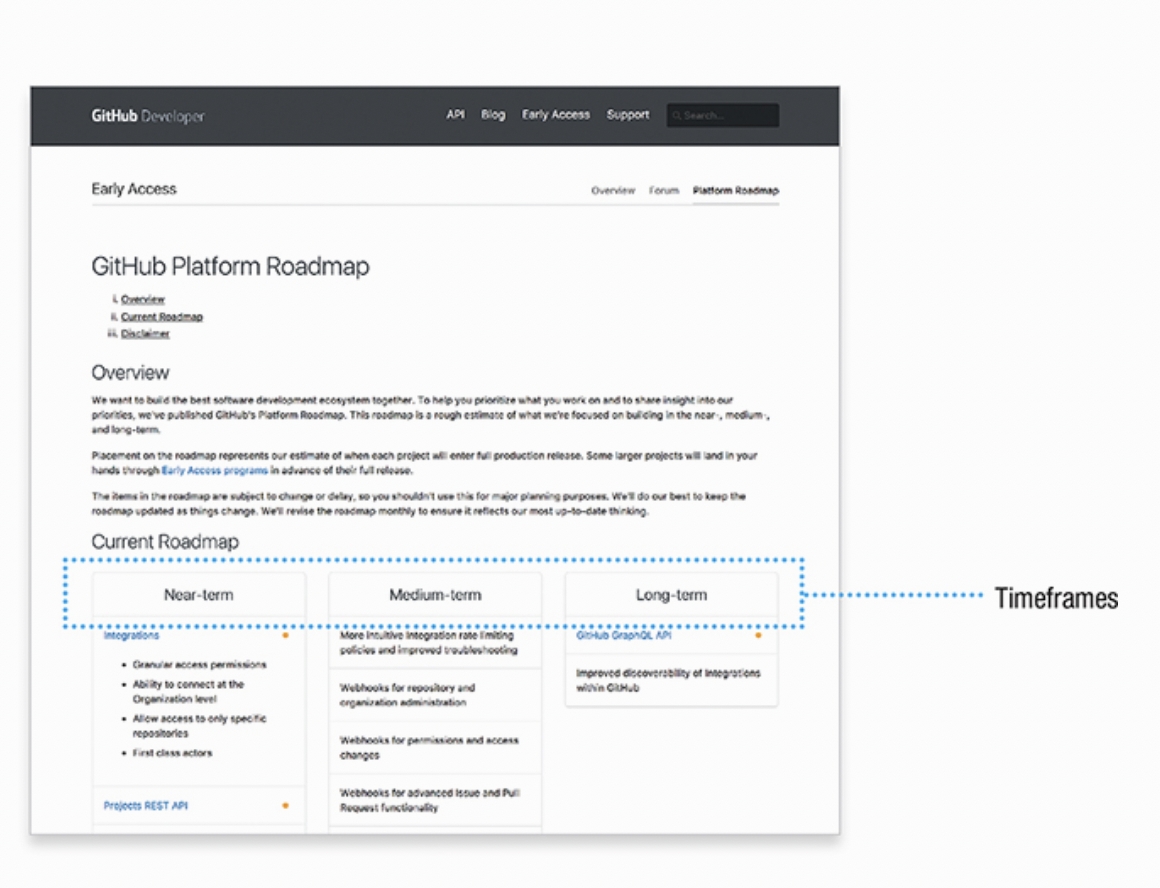 GitHub Developer
API Blog Early Access Support Search...
Early Access
Overview Forum Platform Roadmap
GitHub Platform Roadmap
i. Overview
ii. Current Roadmap
iii. Disclaimer
Overview
We want to build the best software development ecosystem together. To help you prioritize what you work on and to share insight into our
priorities, we've published GitHub's Platform Roadmap. This roadmap is a rough estimate of what we're focused on building in the near-, medium-,
and long-term.
Placement on the roadmap represents our estimate of when each project will enter full production release. Some larger projects will land in your
hands through Early Access programs in advance of their full release.
The items in the roadmap are subject to change or delay, so you shouldn't use this for major planning purposes. We'll do our best to keep the
roadmap updated as things change. We'll revise the roadmap monthly to ensure it reflects our most up-to-date thinking.
Current Roadmap
Near-term
Integrations
• Granular access permissions
• Ability to connect at the
Organization level
• Allow access to only specific
repositories
• First class actors
Projects REST API
Medium-term
More intuitive Integration rate limiting
policies and improved troubleshooting
Webhooks for repository and
organization administration
Webhooks for permissions and access
changes
Webhooks for advanced Issue and Pull
Request functionality
Long-term
GitHub GraphQL API
Improved discoverability of Integrations
within GitHub
Timeframes